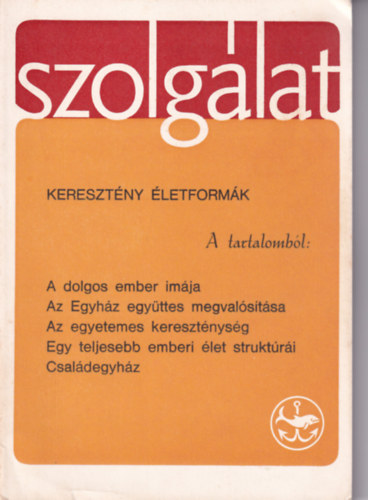 szolgálat
KERESZTÉNY ÉLETFORMÁK
A tartalomból:
A dolgos ember imája
Az Egyház együttes megvalósítása
Az egyetemes kereszténység
Egy teljesebb emberi élet struktúrái
Családegyház